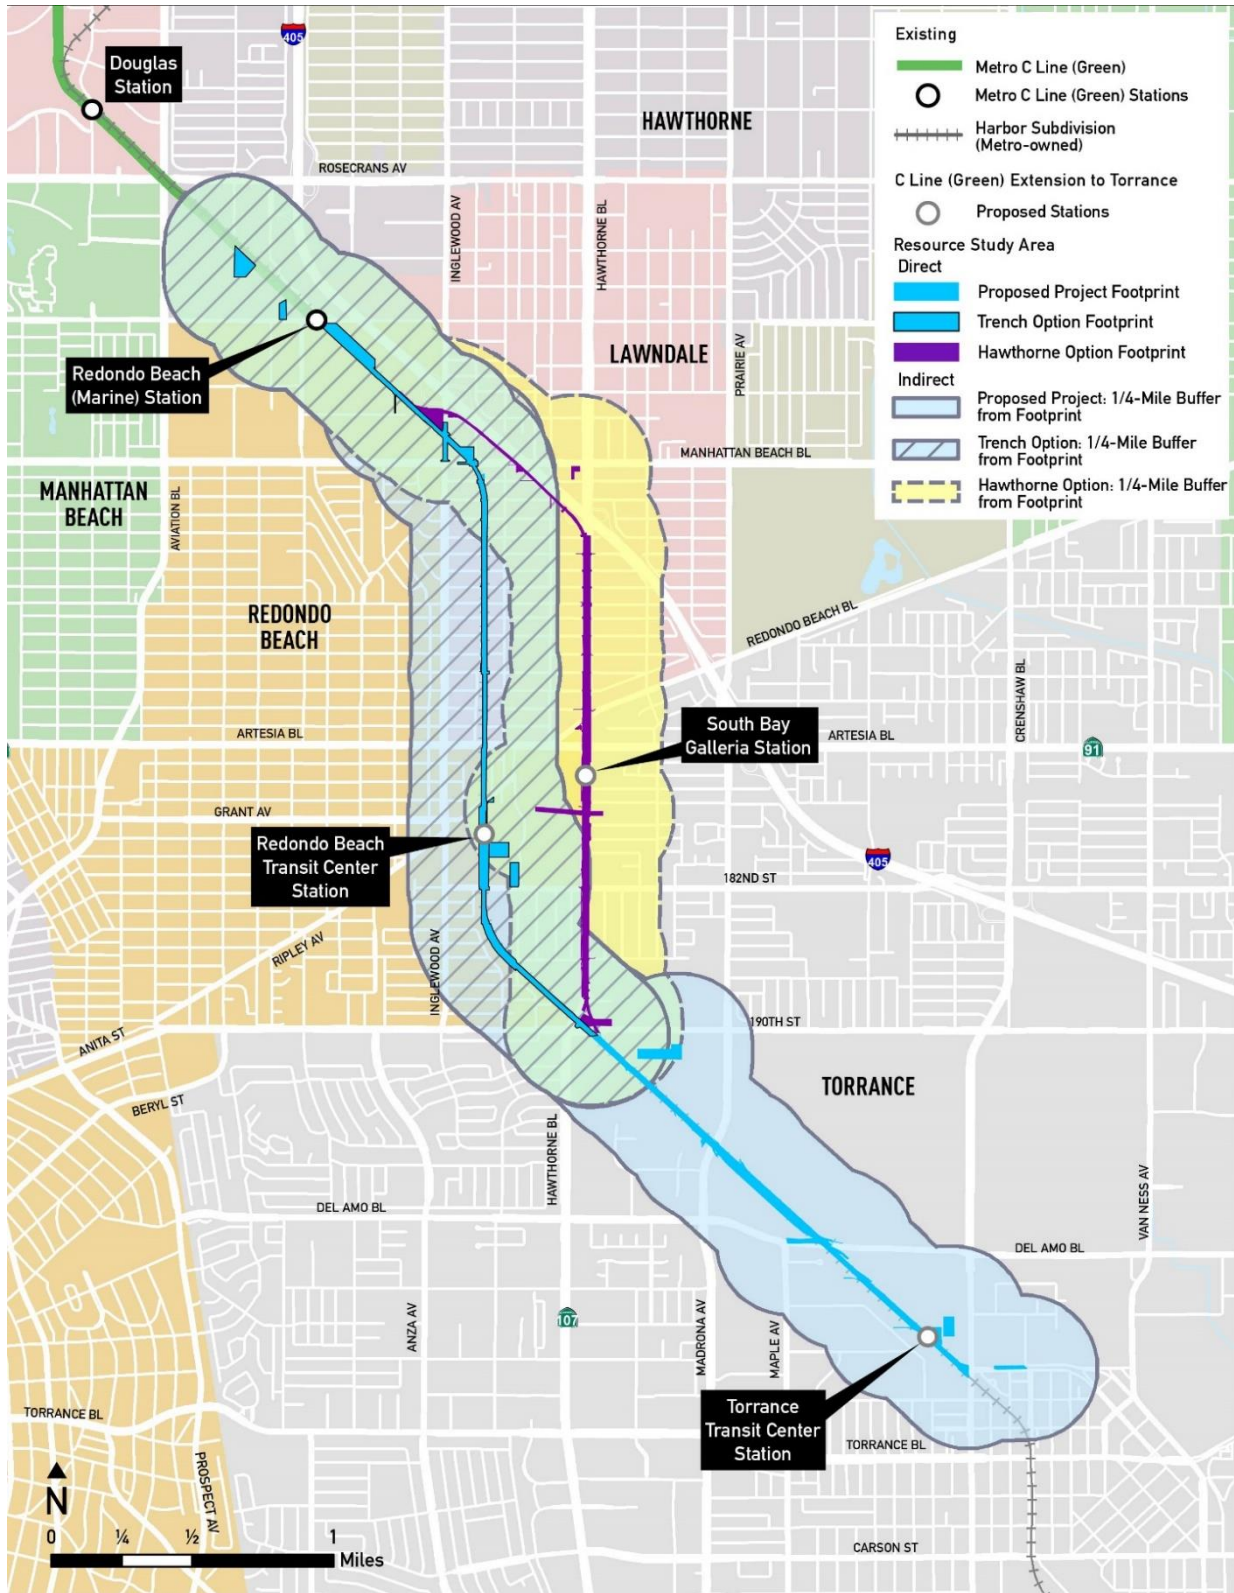 Douglas
Station
405
HAWTHORNE
ROSECRANS AV
INGLEWOOD AV
HAWTHORNE BL
Existing
Metro C Line (Green)
Metro C Line (Green) Stations
Harbor Subdivision
(Metro-owned)
C Line (Green) Extension to Torrance
Proposed Stations
Resource Study Area
Direct
Proposed Project Footprint
Trench Option Footprint
Hawthorne Option Footprint
Indirect
Proposed Project: 1/4-Mile Buffer
from Footprint
Trench Option: 1/4-Mile Buffer
from Footprint
Hawthorne Option: 1/4-Mile Buffer
from Footprint
LAWNDALE
PRAIRIE AV
Redondo Beach
(Marine) Station
MANHATTAN BEACH BL
MANHATTAN
BEACH
AVIATION BL
REDONDO
BEACH
REDONDO BEACH BL
CRENSHAW BL
South Bay
Galleria Station
ARTESIA BL
ARTESIA BL
91
GRANT AV
Redondo Beach
Transit Center
Station
405
182ND ST
RIPLEY AV
INGLEWOOD AV
190TH ST
ANITA ST
BERYL ST
TORRANCE
HAWTHORNE BL
VAN NESS AV
DEL AMO BL
DEL AMO BL
107
ANZA AV
MADRONA AV
MAPLE AV
Torrance
Transit Center
Station
TORRANCE BL
TORRANCE BL
PROSPECT AV
N
0
¼
½
1
Miles
CARSON ST